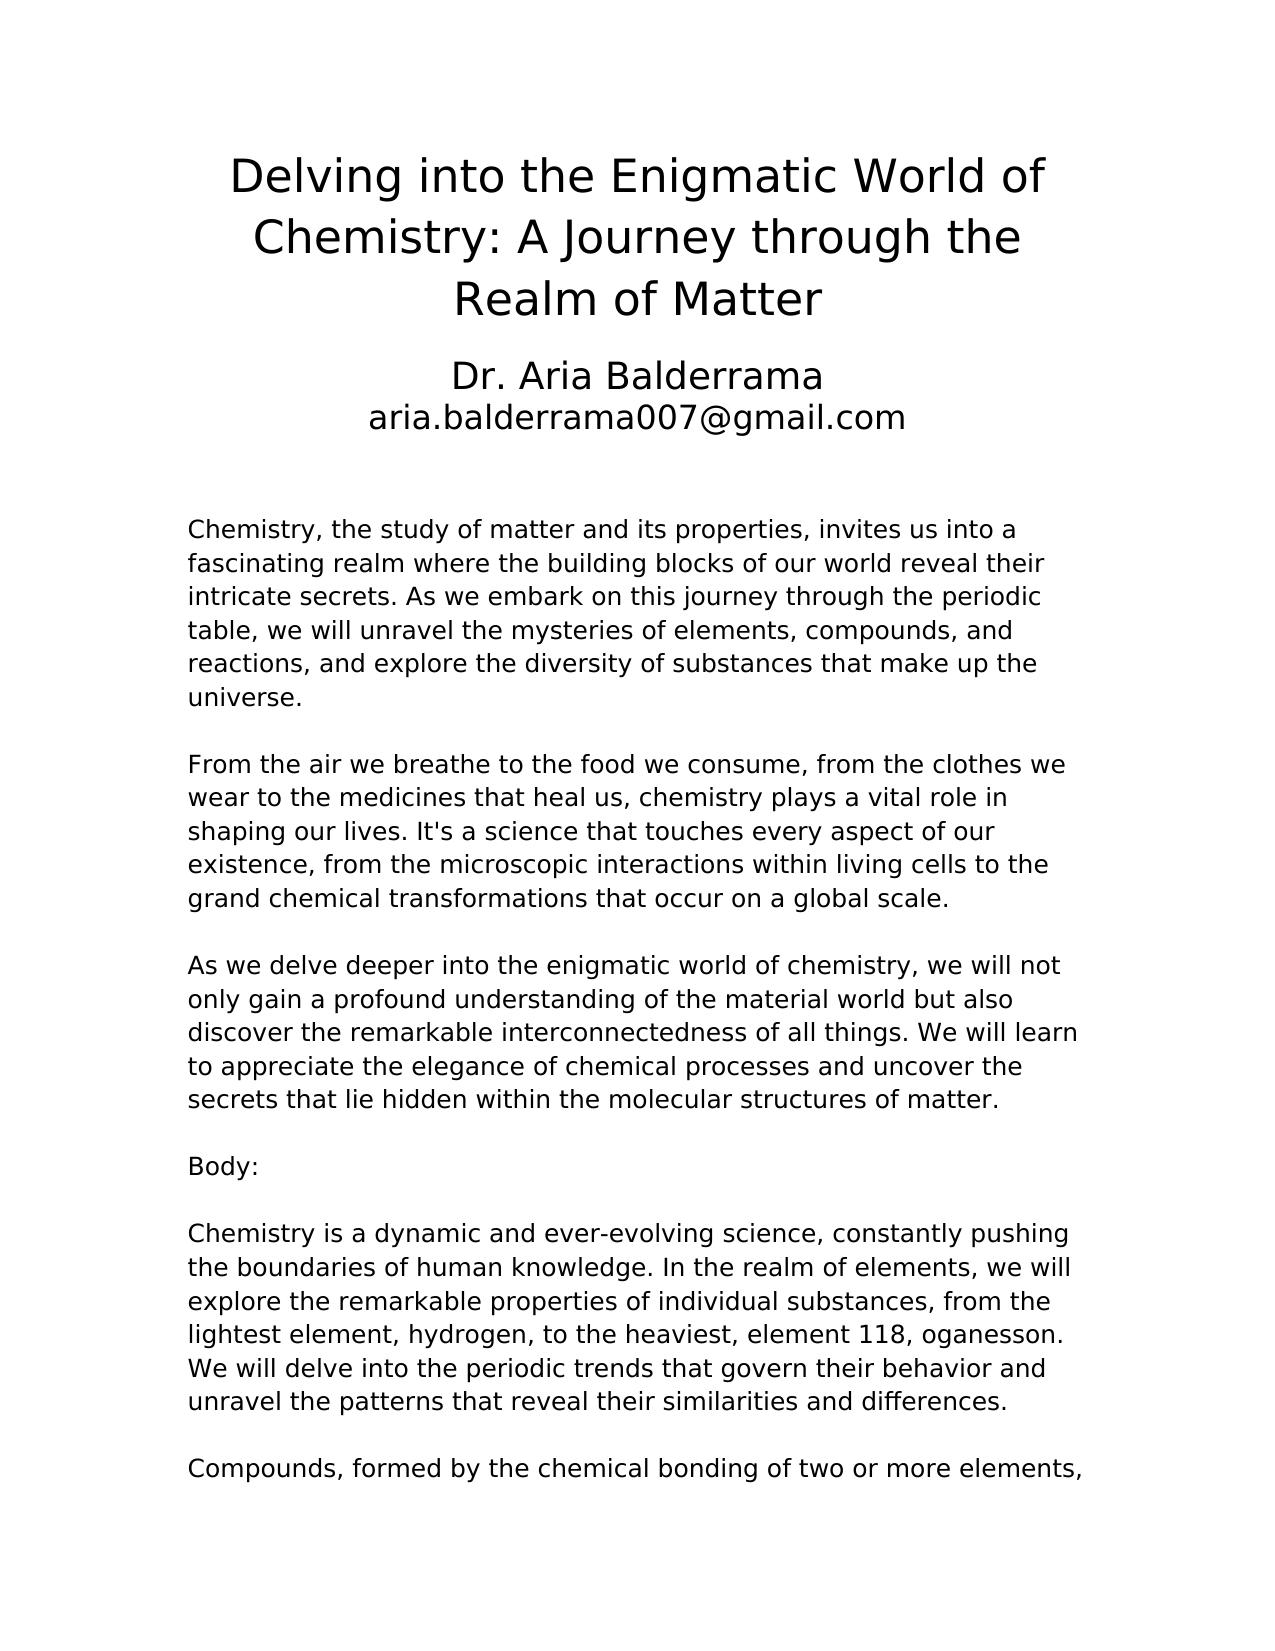 Delving into the Enigmatic World of
Chemistry: A Journey through the
Realm of Matter
Dr. Aria Balderrama
aria.balderrama007@gmail.com
Chemistry, the study of matter and its properties, invites us into a
fascinating realm where the building blocks of our world reveal their
intricate secrets. As we embark on this journey through the periodic
table, we will unravel the mysteries of elements, compounds, and
reactions, and explore the diversity of substances that make up the
universe.
From the air we breathe to the food we consume, from the clothes we
wear to the medicines that heal us, chemistry plays a vital role in
shaping our lives. It's a science that touches every aspect of our
existence, from the microscopic interactions within living cells to the
grand chemical transformations that occur on a global scale.
As we delve deeper into the enigmatic world of chemistry, we will not
only gain a profound understanding of the material world but also
discover the remarkable interconnectedness of all things. We will learn
to appreciate the elegance of chemical processes and uncover the
secrets that lie hidden within the molecular structures of matter.
Body:
Chemistry is a dynamic and ever-evolving science, constantly pushing
the boundaries of human knowledge. In the realm of elements, we will
explore the remarkable properties of individual substances, from the
lightest element, hydrogen, to the heaviest, element 118, oganesson.
We will delve into the periodic trends that govern their behavior and
unravel the patterns that reveal their similarities and differences.
Compounds, formed by the chemical bonding of two or more elements,